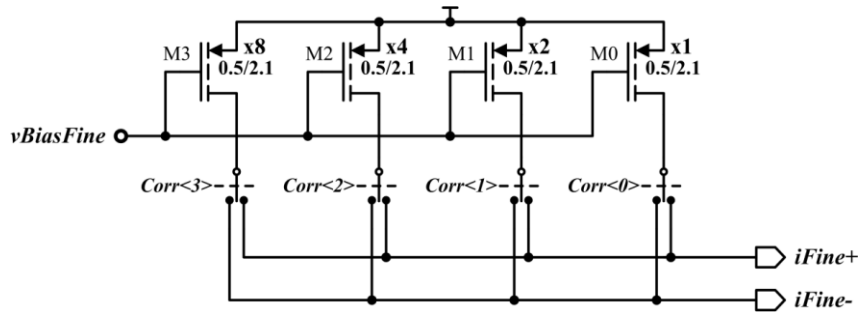 M3 x8 M2 x4 M1 x2 M0 x1
0.5/2.1 0.5/2.1 0.5/2.1 0.5/2.1
vBiasFine
Corr<3> Corr<2> Corr<1> Corr<0>
iFine+
iFine-